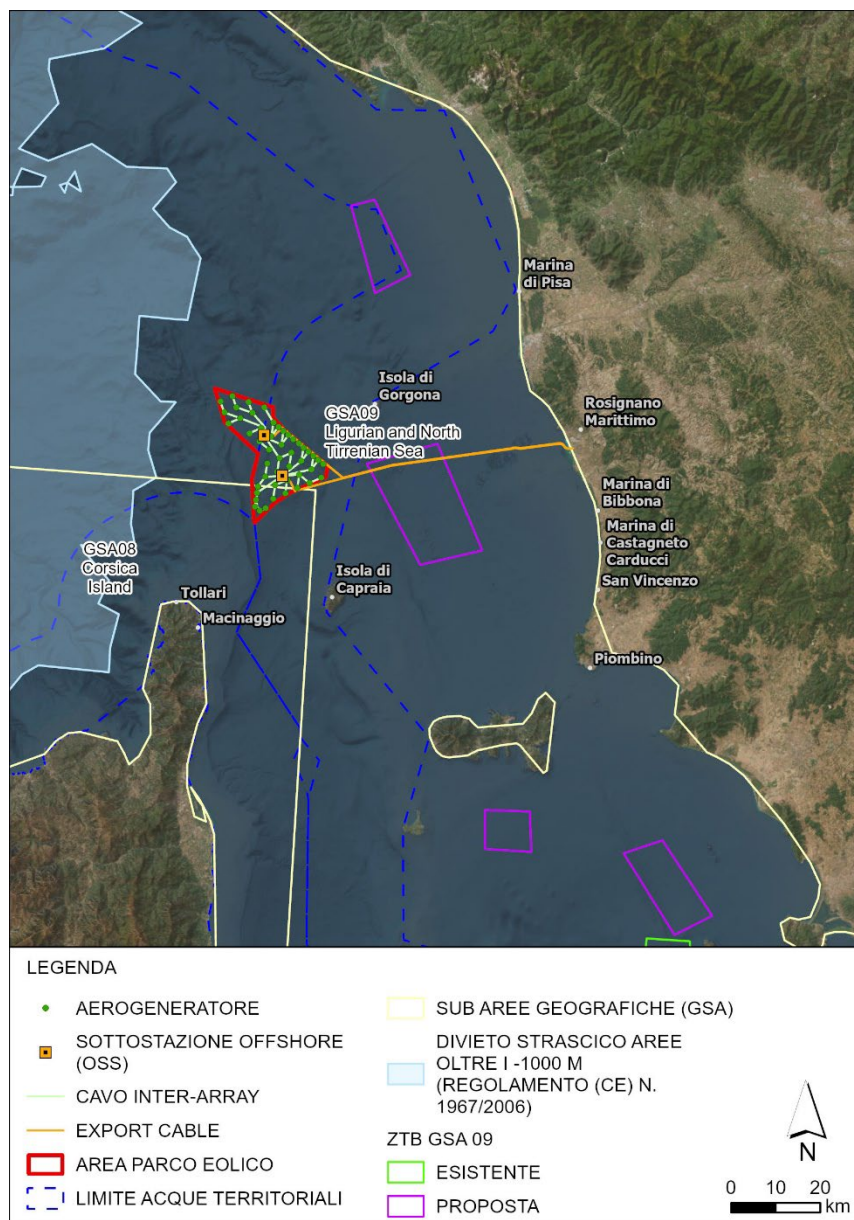 Marina
di Pisa
Isola di
Gorgona
GSA09
Ligurian and North
Tirrenian Sea
Rosignano
Marittimo
Marina di
Bibbona
Marina di
Castagneto
Carducci
San Vincenzo
GSA08
Corsica
Island
Tollari
Macinaggio
Isola di
Capraia
Piombino
LEGENDA
AEROGENERATORE
SOTTOSTAZIONE OFFSHORE
(OSS)
CAVO INTER-ARRAY
EXPORT CABLE
AREA PARCO EOLICO
LIMITE ACQUE TERRITORIALI
SUB AREE GEOGRAFICHE (GSA)
DIVIETO STRASCICO AREE
OLTRE I -1000 M
(REGOLAMENTO (CE) N.
1967/2006)
ZTB GSA 09
ESISTENTE
PROPOSTA
N
0 10 20
km